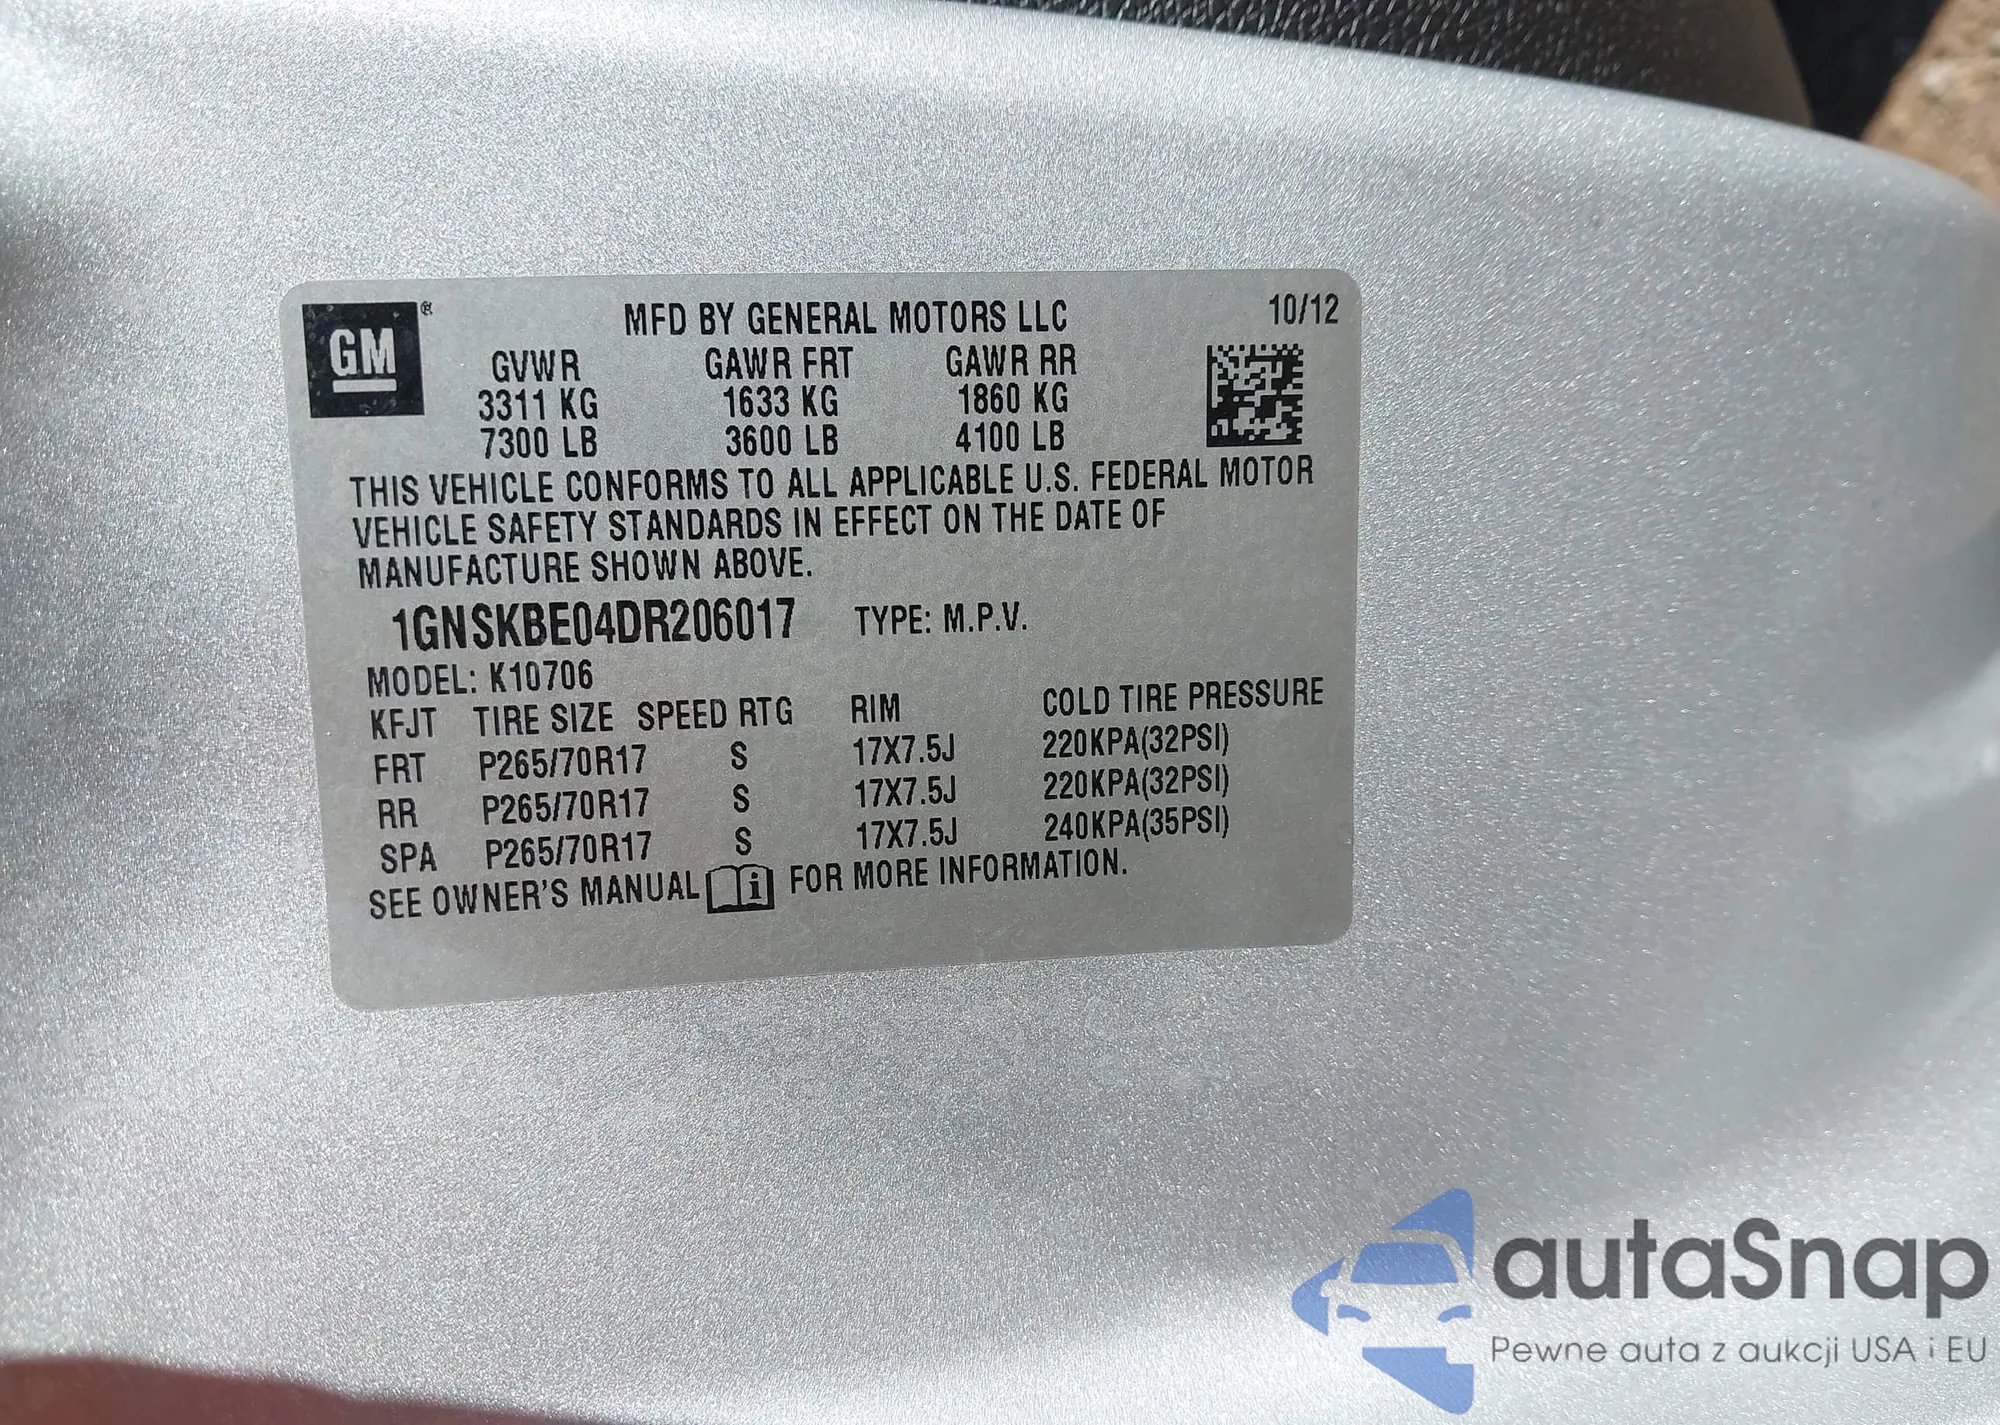 GM ®
MFD BY GENERAL MOTORS LLC 10/12
GVWR GAWR FRT GAWR RR
3311 KG 1633 KG 1860 KG
7300 LB 3600 LB 4100 LB
THIS VEHICLE CONFORMS TO ALL APPLICABLE U.S. FEDERAL MOTOR
VEHICLE SAFETY STANDARDS IN EFFECT ON THE DATE OF
MANUFACTURE SHOWN ABOVE.
1GNSKBE04DR206017 TYPE: M.P.V.
MODEL: K10706
KFJT TIRE SIZE SPEED RTG RIM COLD TIRE PRESSURE
FRT P265/70R17 S 17X7.5J 220KPA(32PSI)
RR P265/70R17 S 17X7.5J 220KPA(32PSI)
SPA P265/70R17 S 17X7.5J 240KPA(35PSI)
SEE OWNER'S MANUAL i FOR MORE INFORMATION.
autaSnap
Pewne auta z aukcji USA i EU